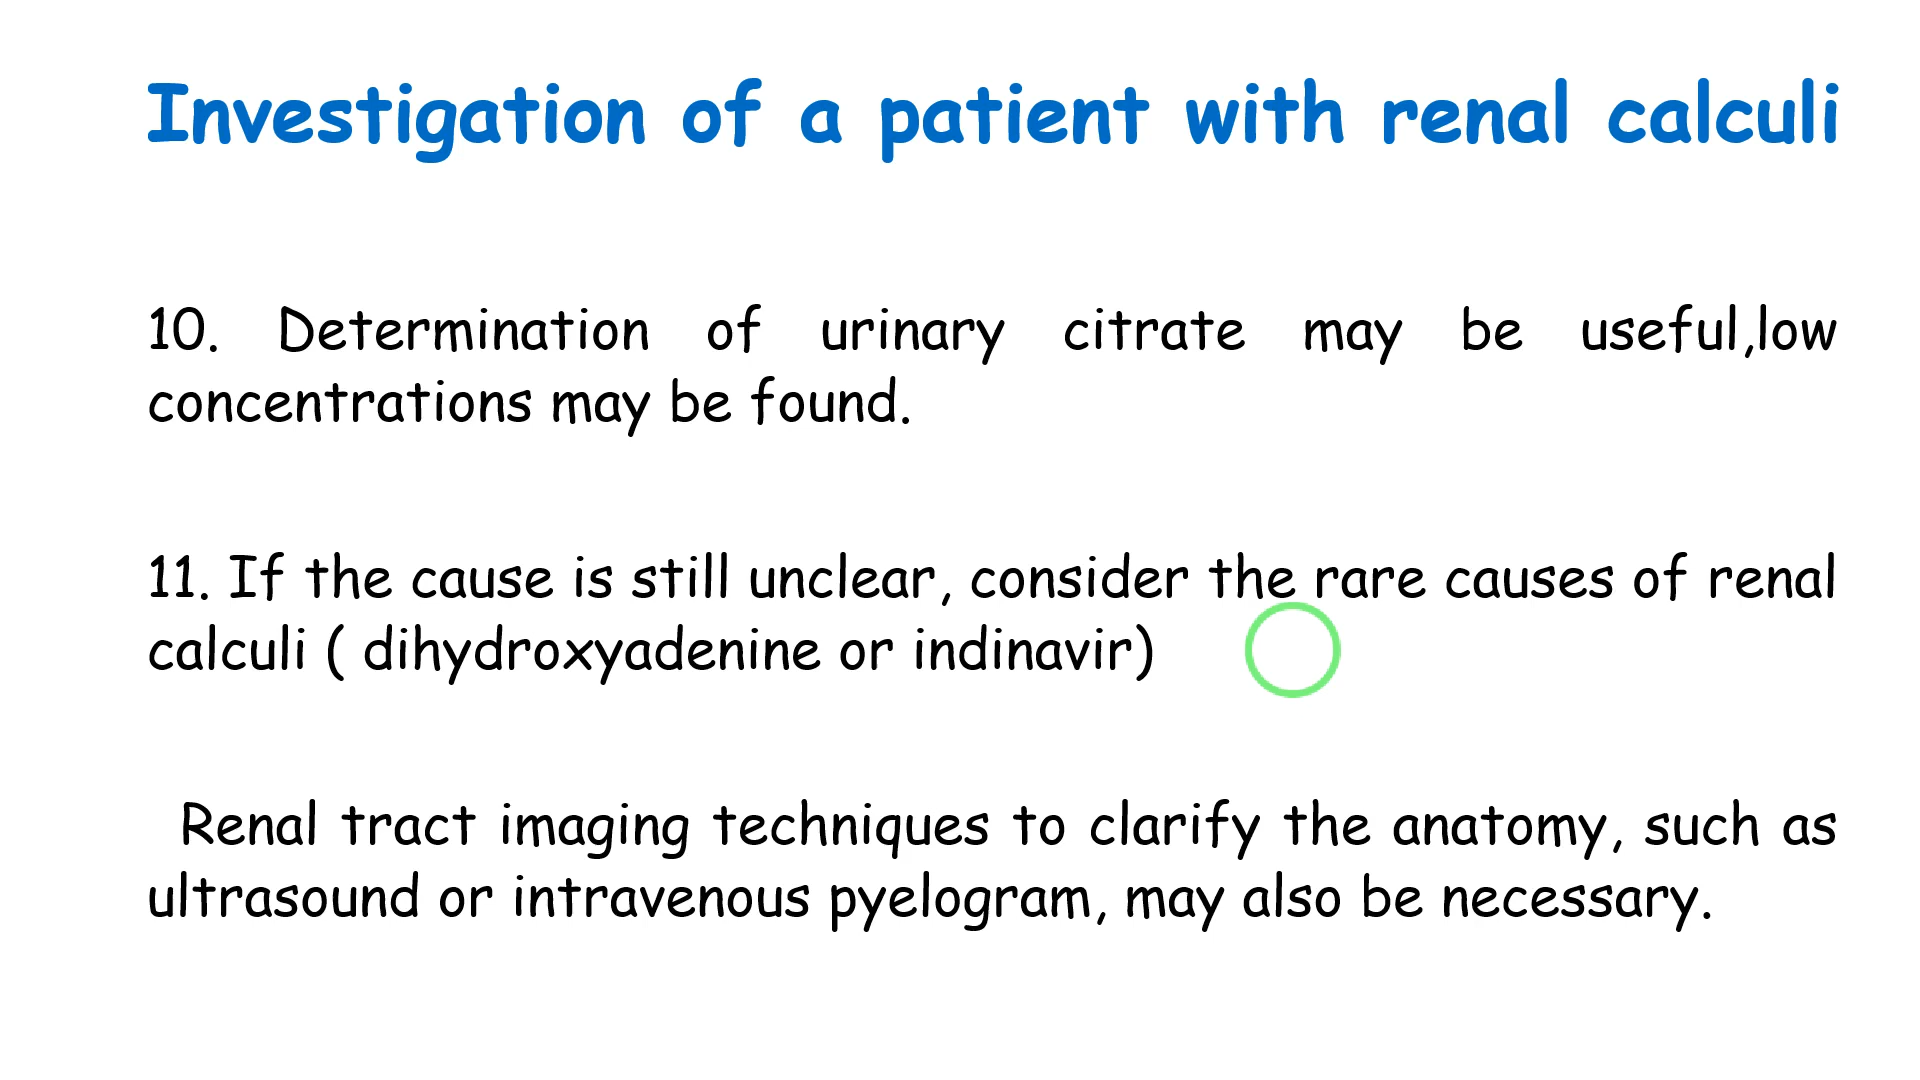 Investigation of a patient with renal calculi
10. Determination of urinary citrate may be useful,low
concentrations may be found.
11. If the cause is still unclear, consider the rare causes of renal
calculi ( dihydroxyadenine or indinavir)
Renal tract imaging techniques to clarify the anatomy, such as
ultrasound or intravenous pyelogram, may also be necessary.